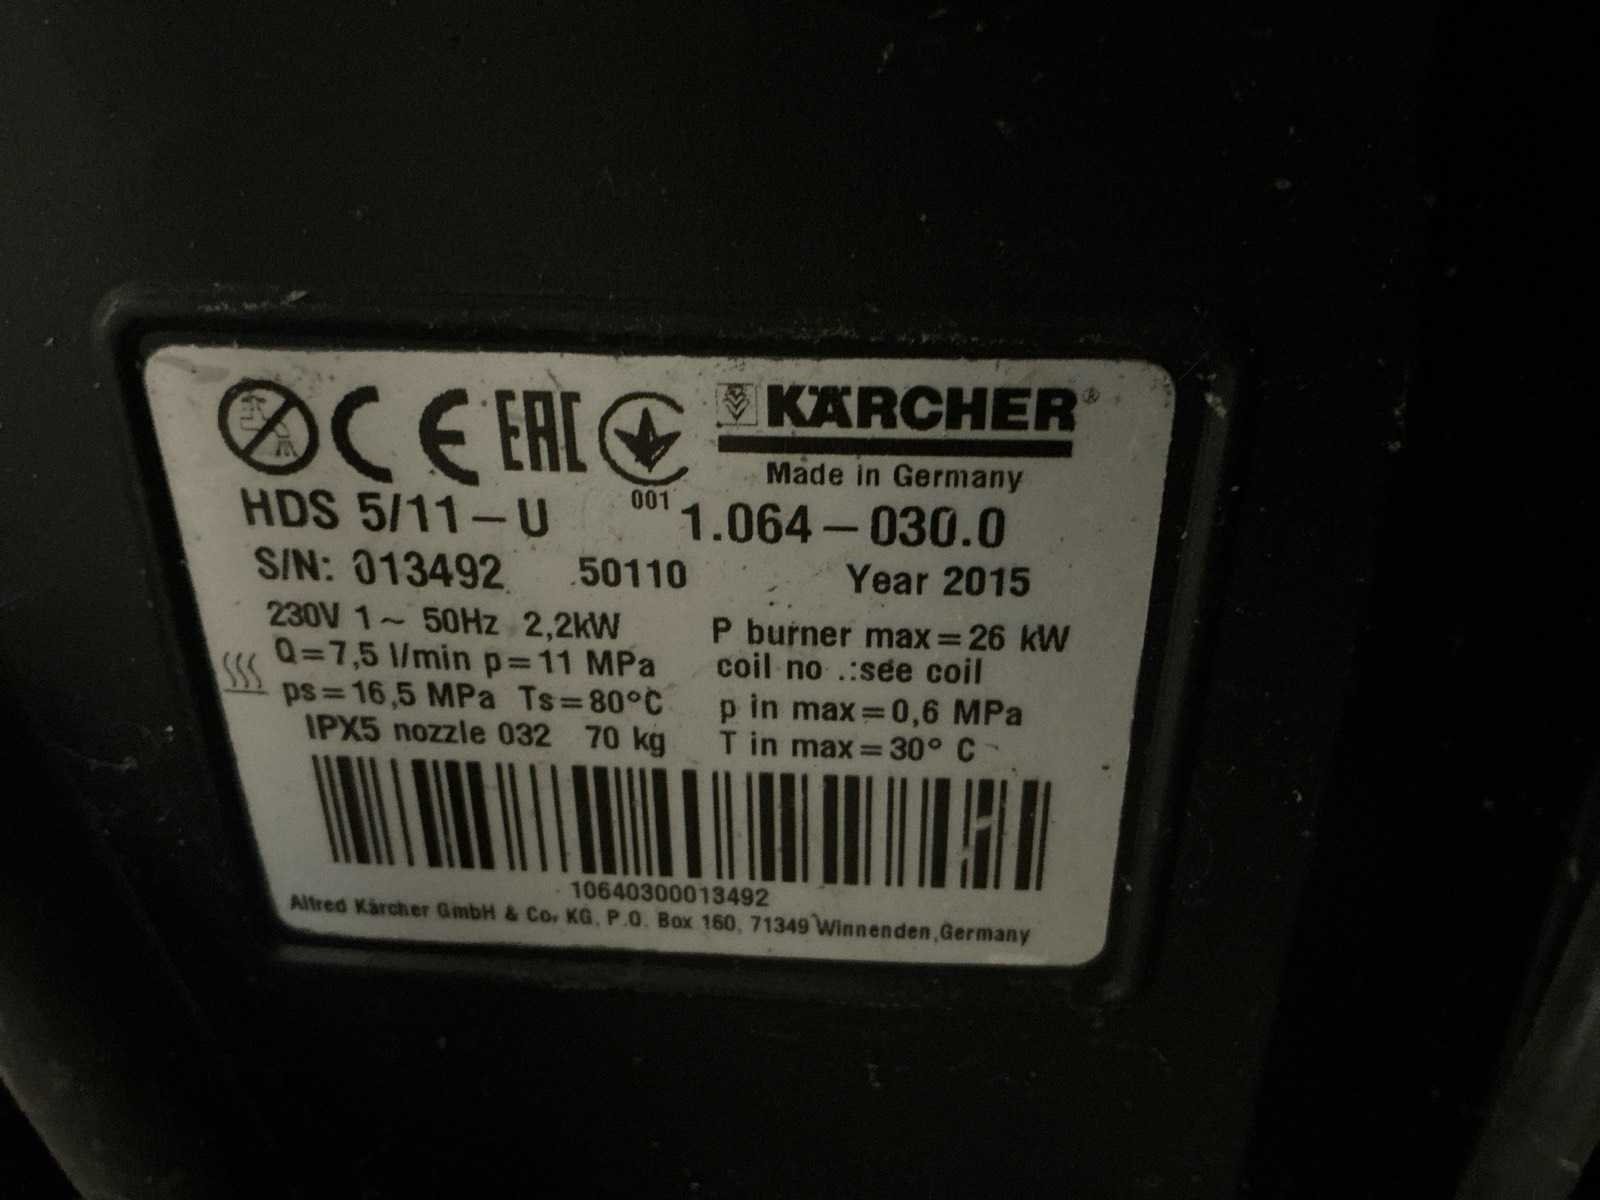 CE EAC KÄRCHER®
Made in Germany
HDS 5/11-U 001 1.064-030.0
S/N: 013492 50110 Year 2015
230V 1~ 50Hz 2,2kW
P burner max=26 kW
Q=7,5 l/min p=11 MPa
coil no .:see coil
ps=16,5 MPa Ts=80°C
p in max=0,6 MPa
IPX5 nozzle 032 70 kg
T in max=30° C
10640300013492
Alfred Kärcher GmbH & Co. KG, P.O. Box 160, 71349 Winnenden,Germany